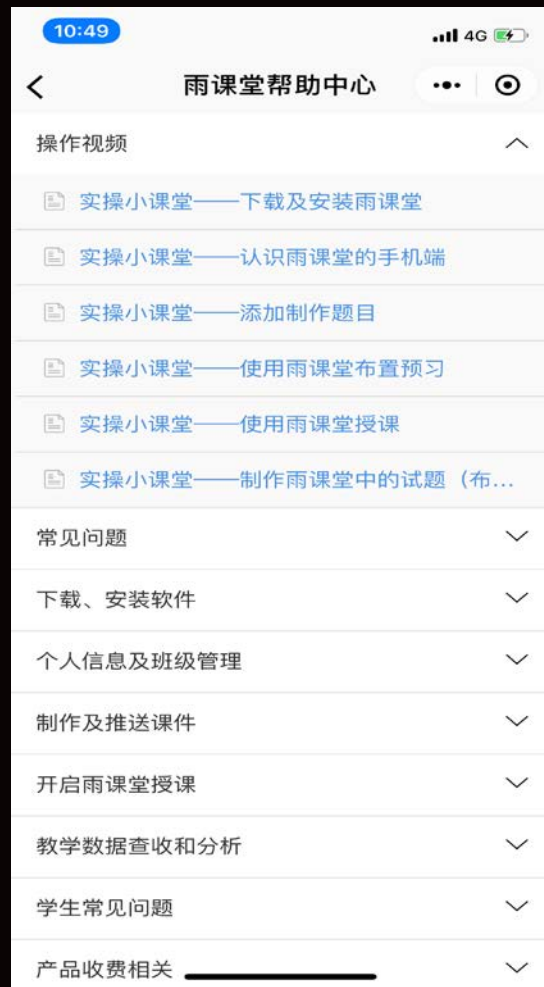 10:49
4G
雨课堂帮助中心
操作视频
实操小课堂——下载及安装雨课堂
实操小课堂——认识雨课堂的手机端
实操小课堂——添加制作题目
实操小课堂——使用雨课堂布置预习
实操小课堂——使用雨课堂授课
实操小课堂——制作雨课堂中的试题（布...
常见问题
下载、安装软件
个人信息及班级管理
制作及推送课件
开启雨课堂授课
教学数据查收和分析
学生常见问题
产品收费相关